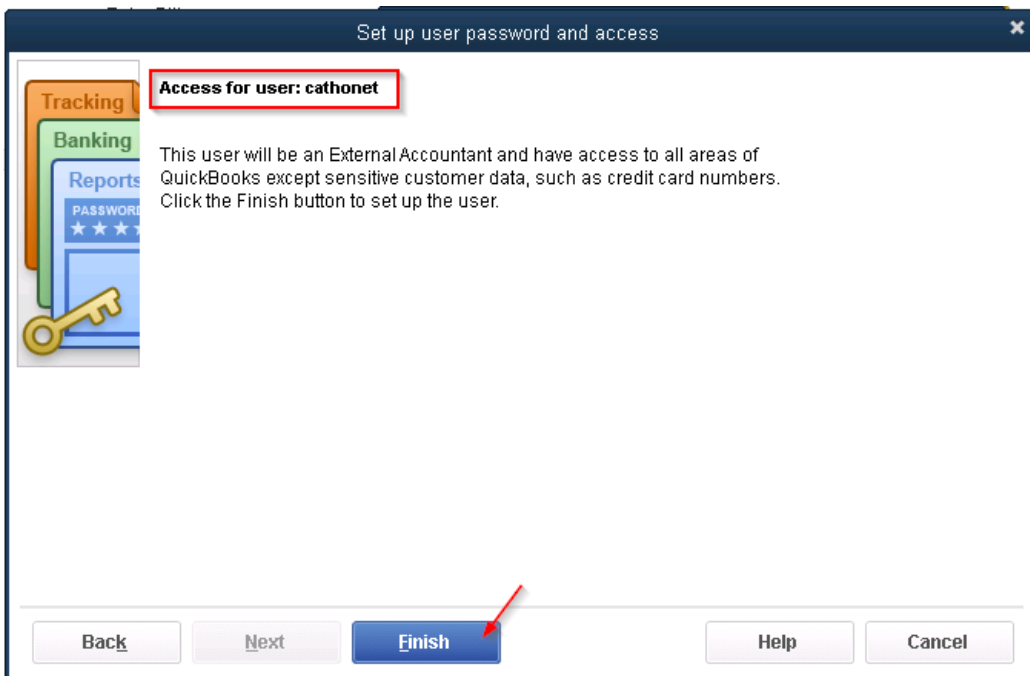 Set up user password and access
Tracking
Access for user: cathonet
Banking
Reports
PASSWOR
This user will be an External Accountant and have access to all areas of
QuickBooks except sensitive customer data, such as credit card numbers.
Click the Finish button to set up the user.
Back Next Finish Help Cancel